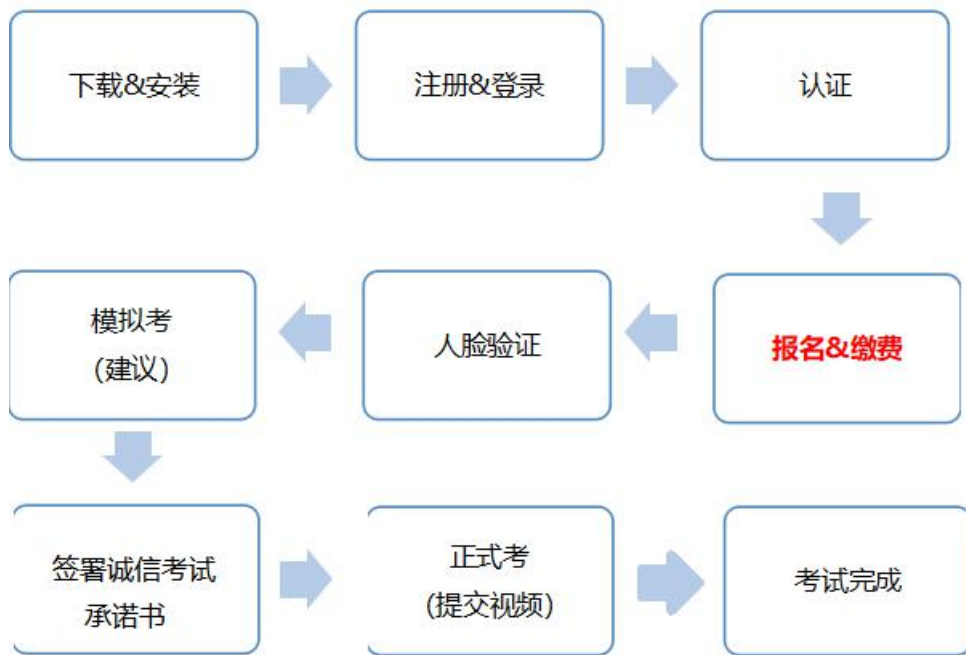 下载&安装
注册&登录
认证
报名&缴费
人脸验证
模拟考
（建议）
签署诚信考试
承诺书
正式考
（提交视频）
考试完成